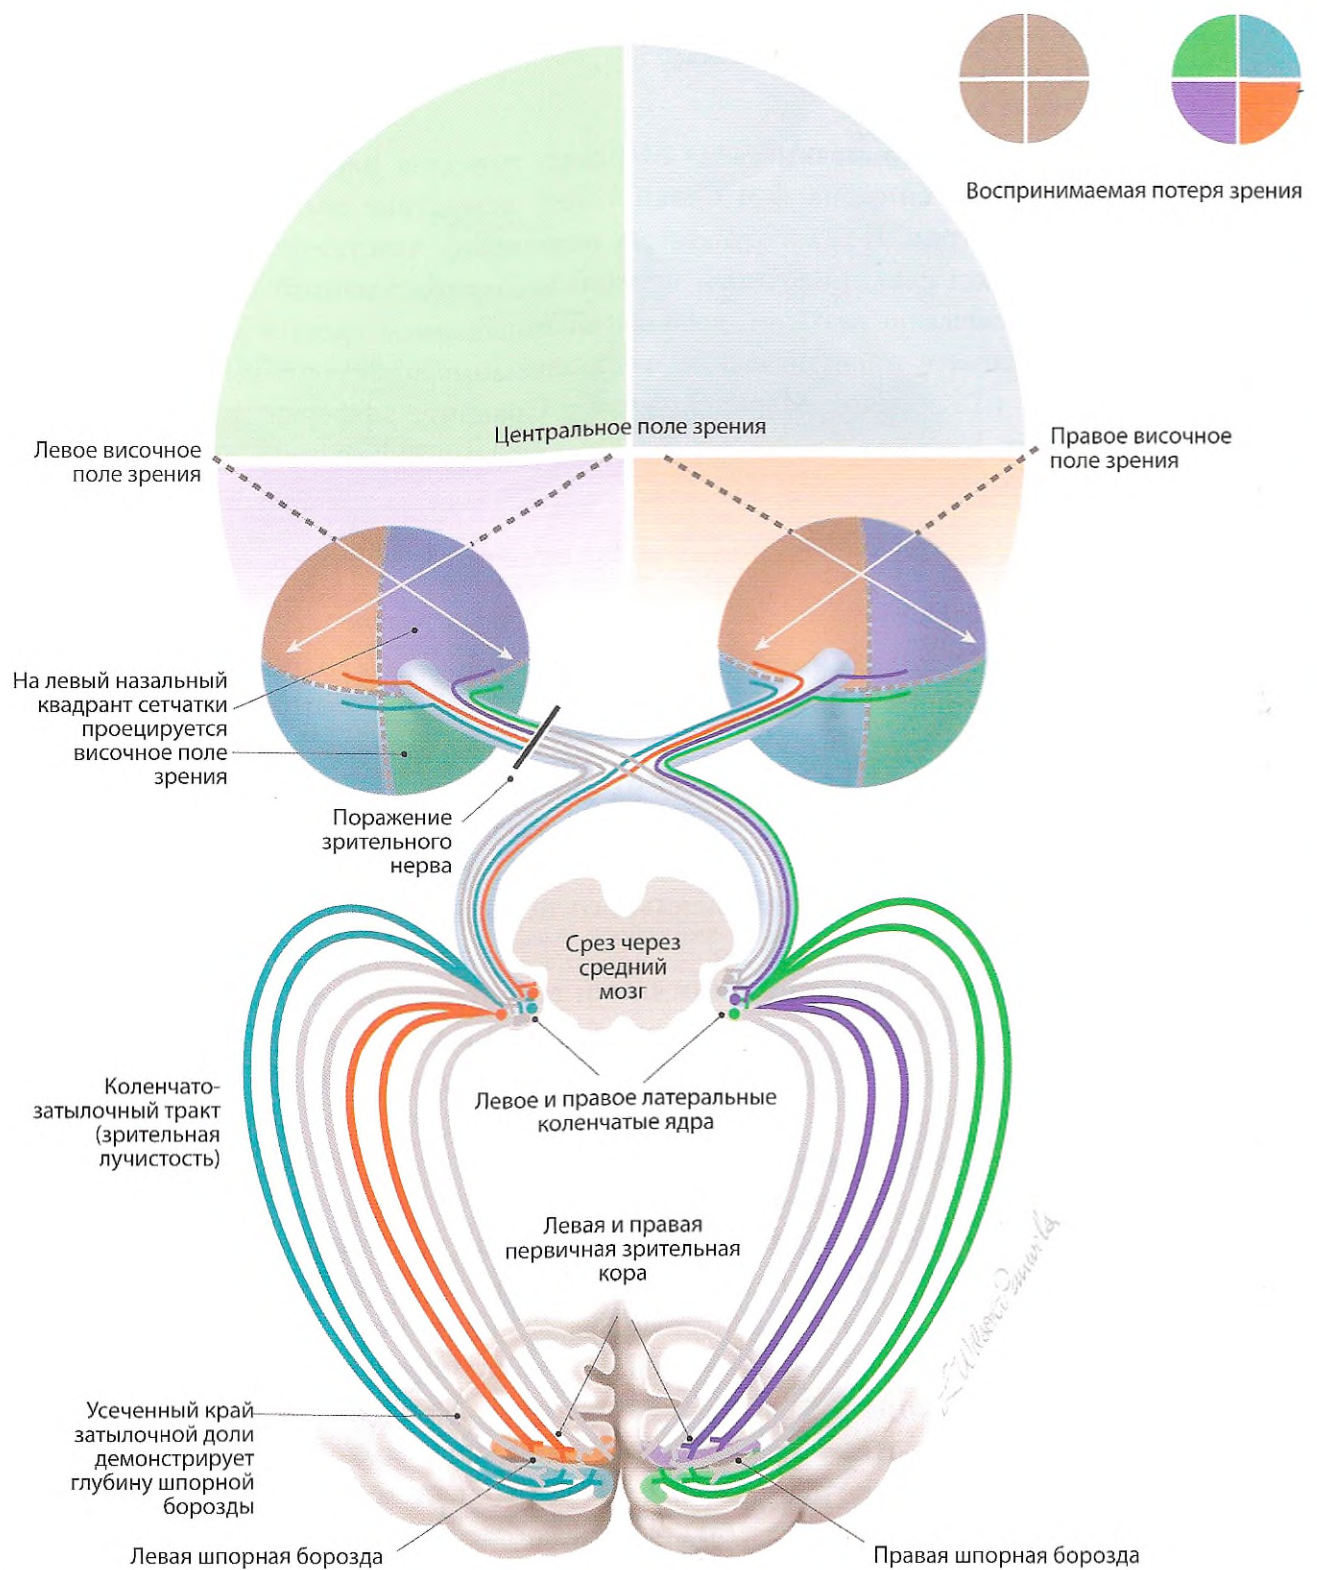 Воспринимаемая потеря зрения
Левое височное
поле зрения
Центральное поле зрения
Правое височное
поле зрения
На левый назальный
квадрант сетчатки
проецируется
височное поле
зрения
Поражение
зрительного
нерва
Срез через
средний
мозг
Коленчато-
затылочный тракт
(зрительная
лучистость)
Левое и правое латеральные
коленчатые ядра
Левая и правая
первичная зрительная
кора
Усеченный край
затылочной доли
демонстрирует
глубину шпорной
борозды
Левая шпорная борозда
Правая шпорная борозда